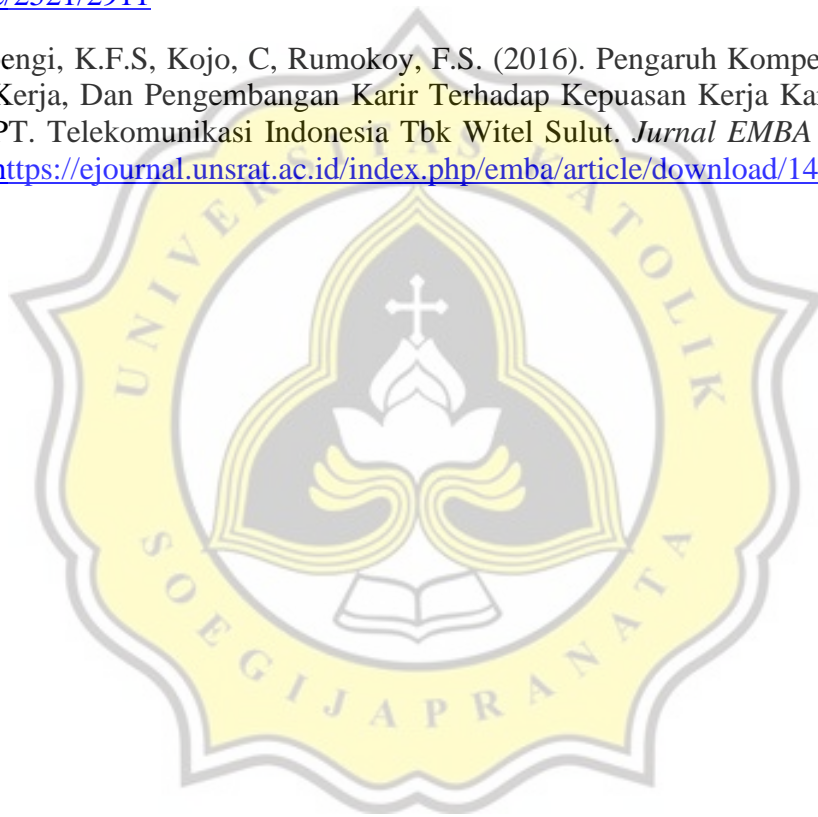 /2321/2911
engi, K.F.S, Kojo, C, Rumokoy, F.S. (2016). Pengaruh Kompe
Kerja, Dan Pengembangan Karir Terhadap Kepuasan Kerja Kar
PT. Telekomunikasi Indonesia Tbk Witel Sulut. Jurnal EMBA
https://ejournal.unsrat.ac.id/index.php/emba/article/download/14
UNIVERSITAS KATOLIK
SOEGIJAPRANATA